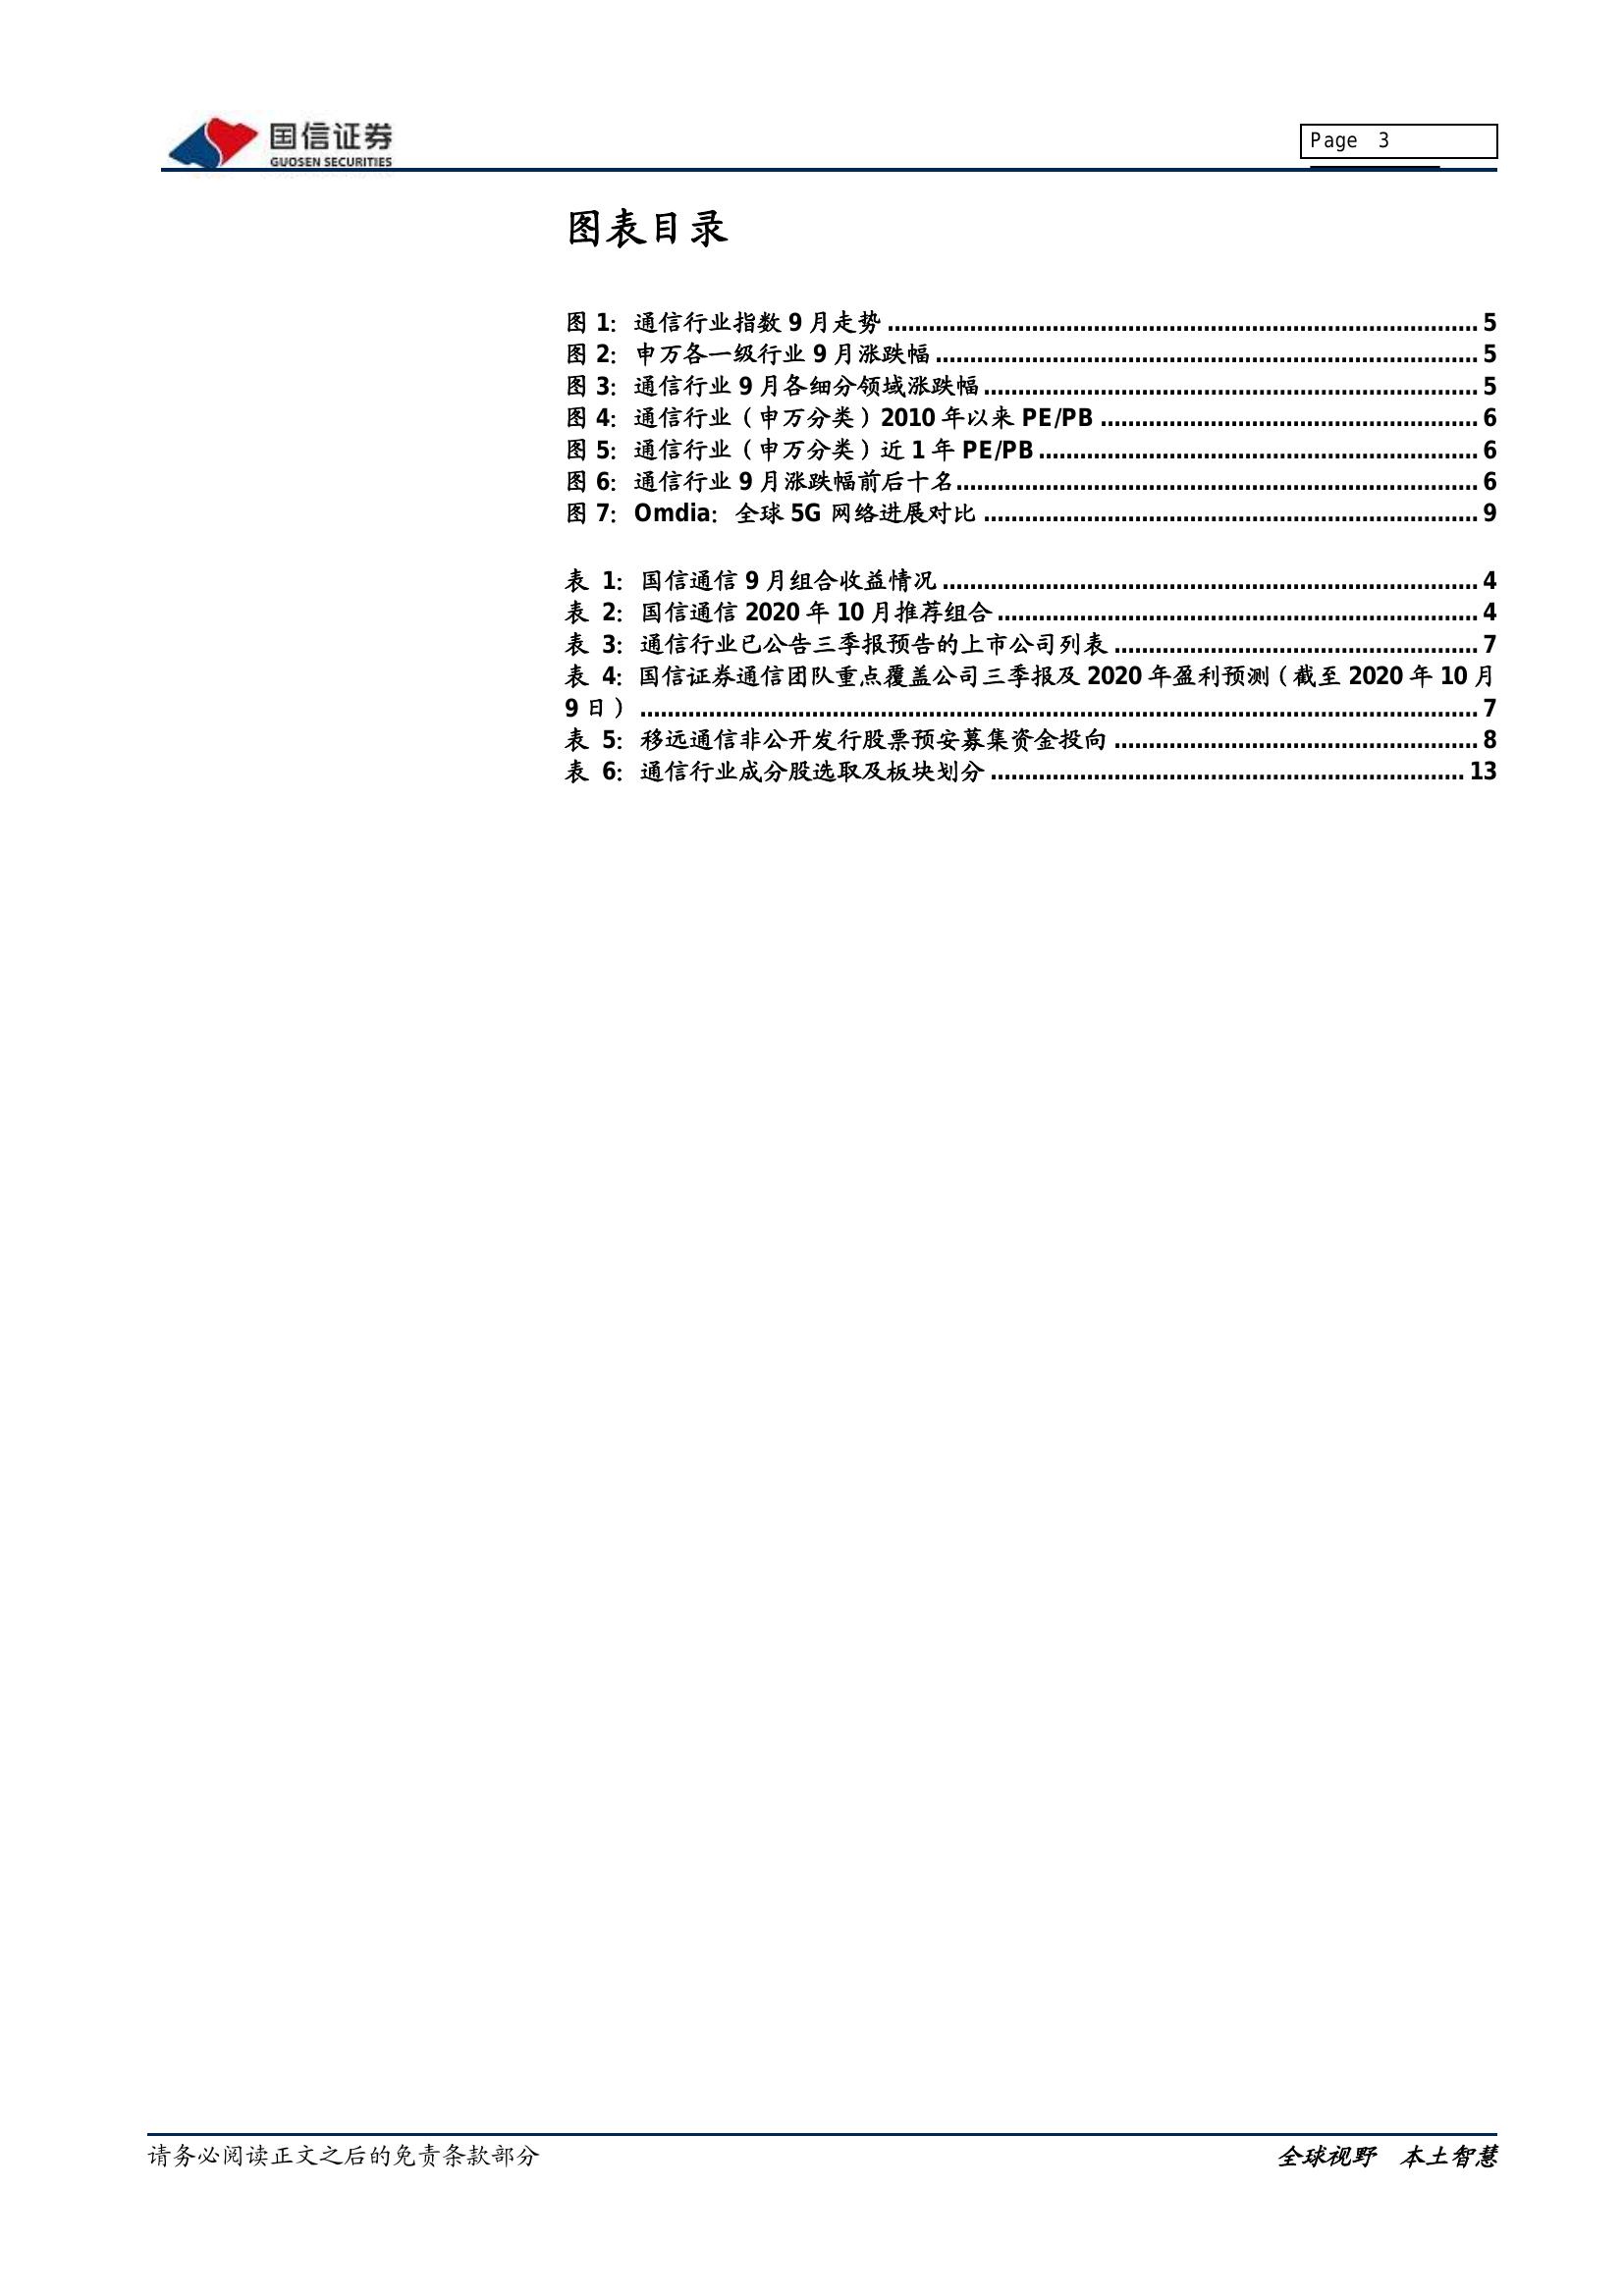 国信证券
GUOSEN SECURITIES
Page 3
图表目录
图 1：通信行业指数 9 月走势 ........ 5
图 2：申万各一级行业 9 月涨跌幅 ........ 5
图 3：通信行业 9 月各细分领域涨跌幅 ........ 5
图 4：通信行业（申万分类）2010 年以来 PE/PB ........ 6
图 5：通信行业（申万分类）近 1 年 PE/PB ........ 6
图 6：通信行业 9 月涨跌幅前后十名 ........ 6
图 7：Omdia：全球 5G 网络进展对比 ........ 9
表 1：国信通信 9 月组合收益情况 ........ 4
表 2：国信通信 2020 年 10 月推荐组合 ........ 4
表 3：通信行业已公告三季报预告的上市公司列表 ........ 7
表 4：国信证券通信团队重点覆盖公司三季报及 2020 年盈利预测（截至 2020 年 10 月
9 日） ........ 7
表 5：移远通信非公开发行股票预安募集资金投向 ........ 8
表 6：通信行业成分股选取及板块划分 ........ 13
请务必阅读正文之后的免责条款部分
全球视野 本土智慧